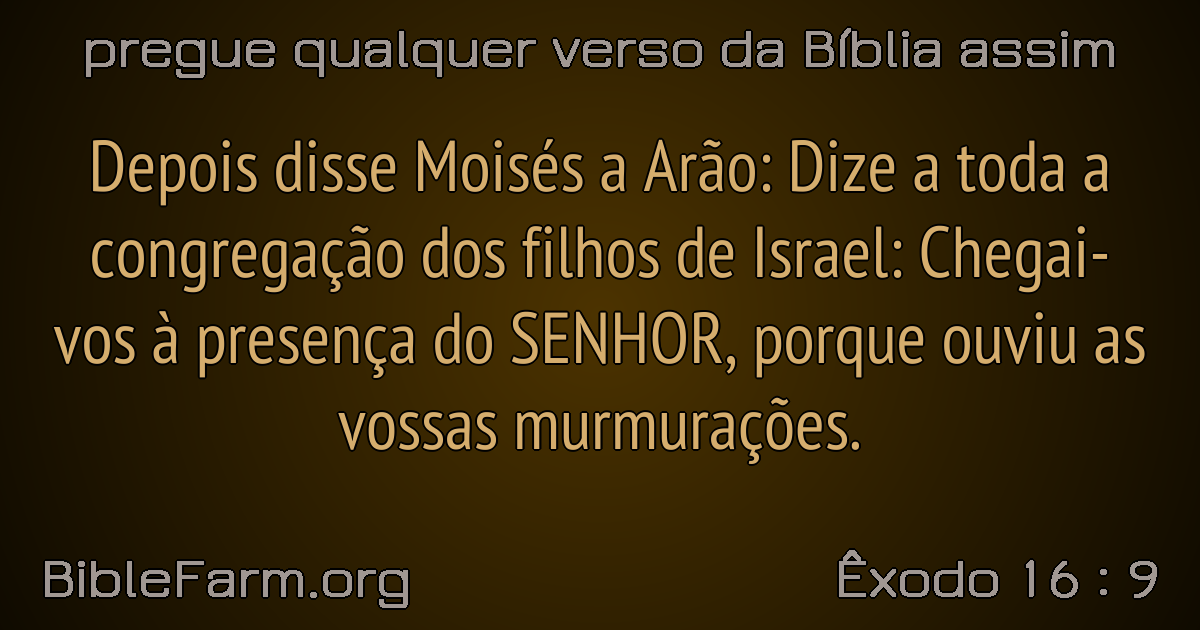 pregue qualquer verso da Bíblia assim
Depois disse Moisés a Arão: Dize a toda a
congregação dos filhos de Israel: Chegai-
vos à presença do SENHOR, porque ouviu as
vossas murmurações.
BibleFarm.org
Êxodo 16 : 9